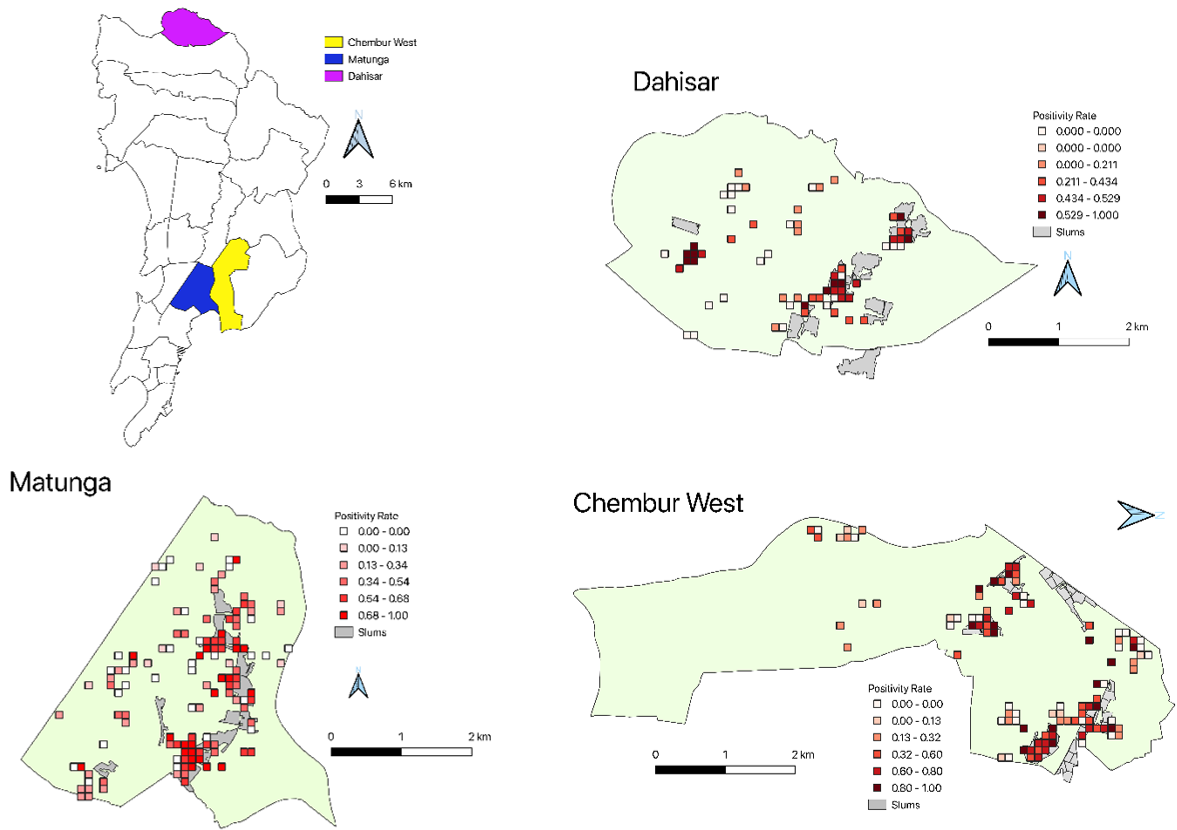 Chembur West
Matunga
Dahisar
N
0 3 6 km
Dahisar
Positivity Rate
0.000 - 0.000
0.000 - 0.000
0.000 - 0.211
0.211 - 0.434
0.434 - 0.529
0.529 - 1.000
Slums
N
0 1 2 km
Matunga
Positivity Rate
0.00 - 0.00
0.00 - 0.13
0.13 - 0.34
0.34 - 0.54
0.54 - 0.68
0.68 - 1.00
Slums
N
0 1 2 km
Chembur West
N
Positivity Rate
0.00 - 0.00
0.00 - 0.13
0.13 - 0.32
0.32 - 0.60
0.60 - 0.80
0.80 - 1.00
Slums
0 1 2 km